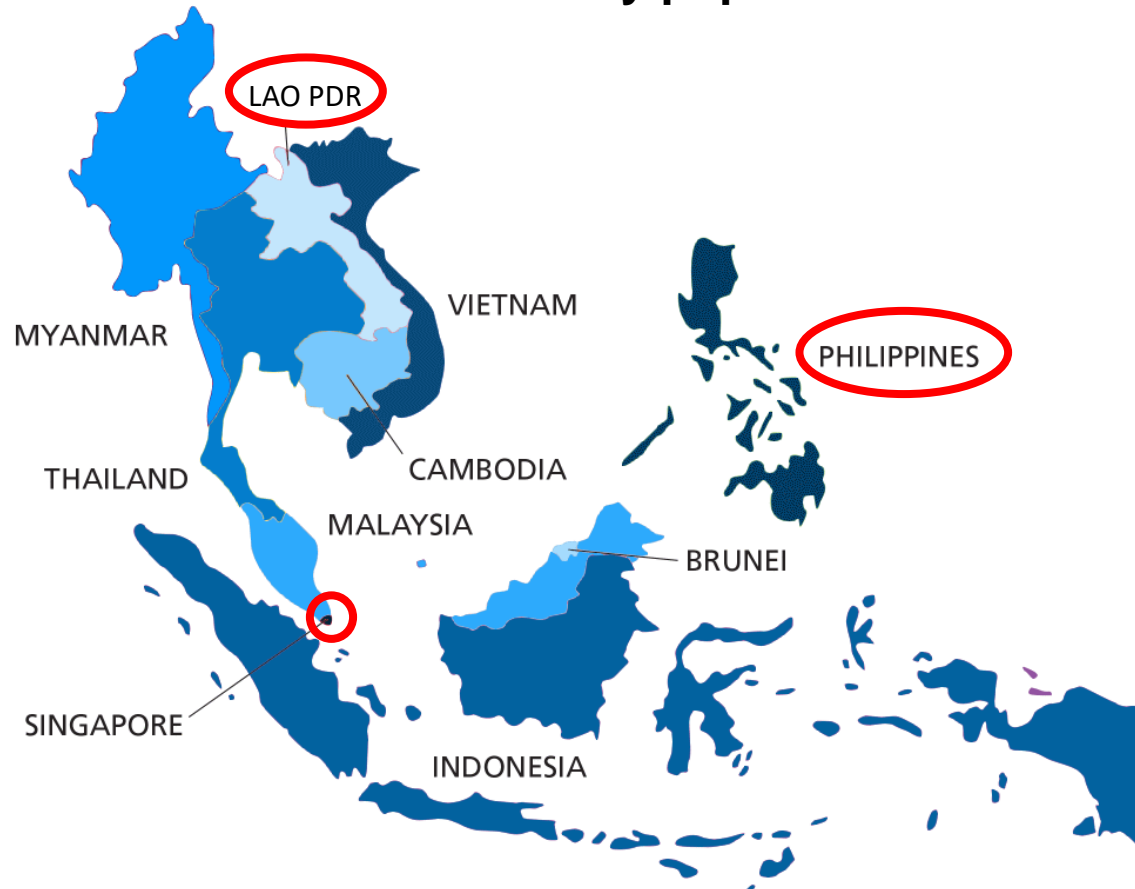 LAO PDR
VIETNAM
MYANMAR
PHILIPPINES
CAMBODIA
THAILAND
MALAYSIA
BRUNEI
SINGAPORE
INDONESIA